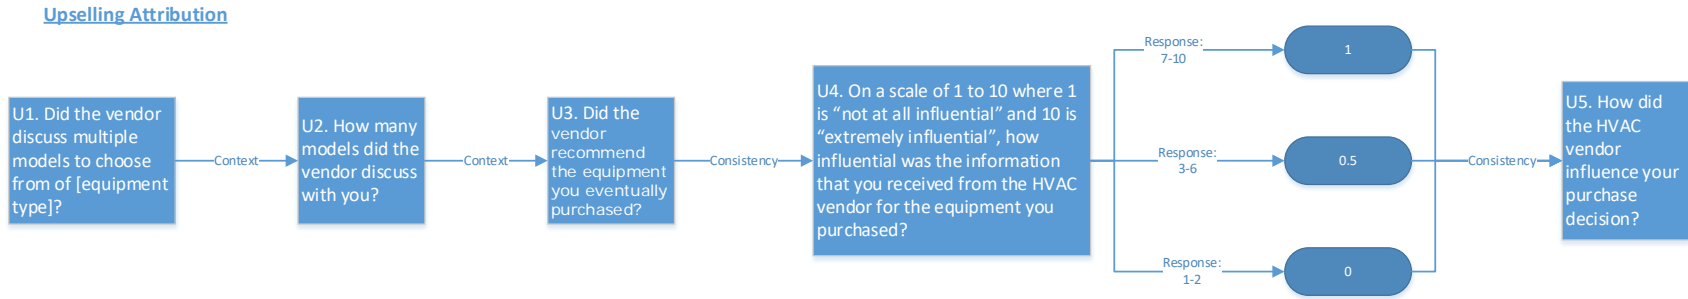 Upselling Attribution
U1. Did the vendor
discuss multiple
models to choose
from of [equipment
type]?
Context
U2. How many
models did the
vendor discuss
with you?
Context
U3. Did the
vendor
recommend
the equipment
you eventually
purchased?
Consistency
U4. On a scale of 1 to 10 where 1
is “not at all influential” and 10 is
“extremely influential”, how
influential was the information
that you received from the HVAC
vendor for the equipment you
purchased?
Response:
7-10
1
Response:
3-6
0.5
Response:
1-2
0
Consistency
U5. How did
the HVAC
vendor
influence your
purchase
decision?